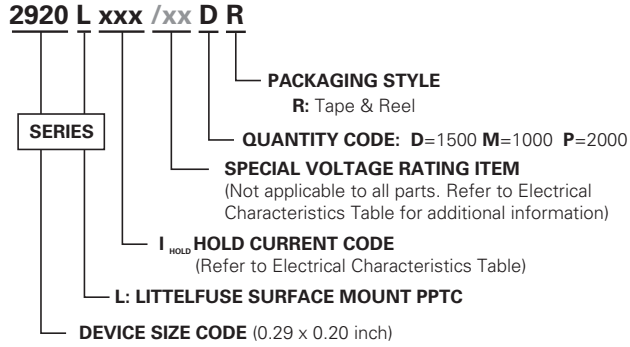 2920 L xxx /xx D R
PACKAGING STYLE
R: Tape & Reel
SERIES
QUANTITY CODE: D=1500 M=1000 P=2000
SPECIAL VOLTAGE RATING ITEM
(Not applicable to all parts. Refer to Electrical
Characteristics Table for additional information)
I HOLD HOLD CURRENT CODE
(Refer to Electrical Characteristics Table)
L: LITTELFUSE SURFACE MOUNT PPTC
DEVICE SIZE CODE (0.29 x 0.20 inch)